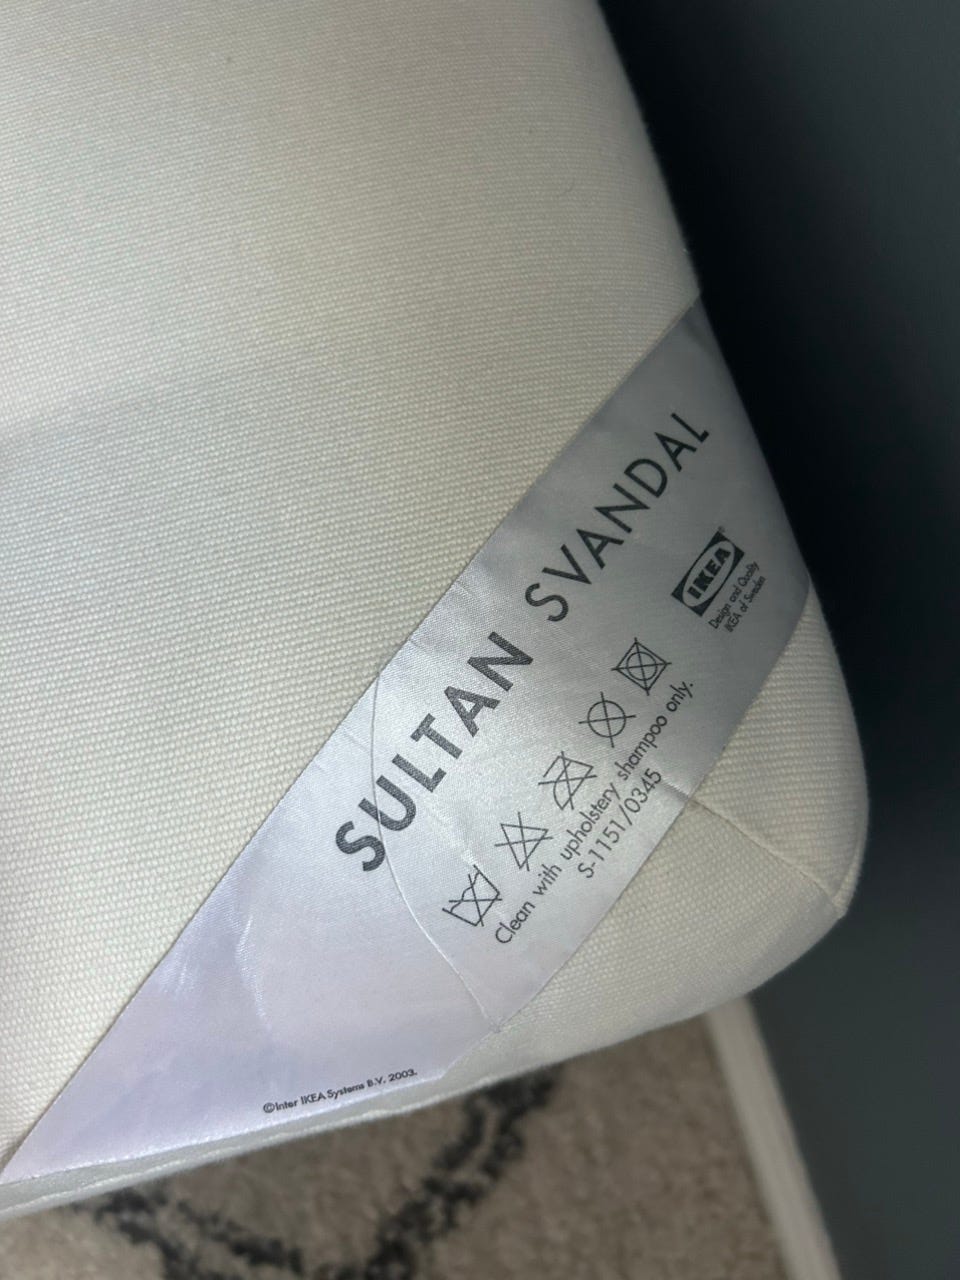 SULTAN SVANDAL
IKEA®
Design and Quality
IKEA of Sweden
Clean with upholstery shampoo only.
S-1151/0345
©Inter IKEA Systems B.V. 2003.